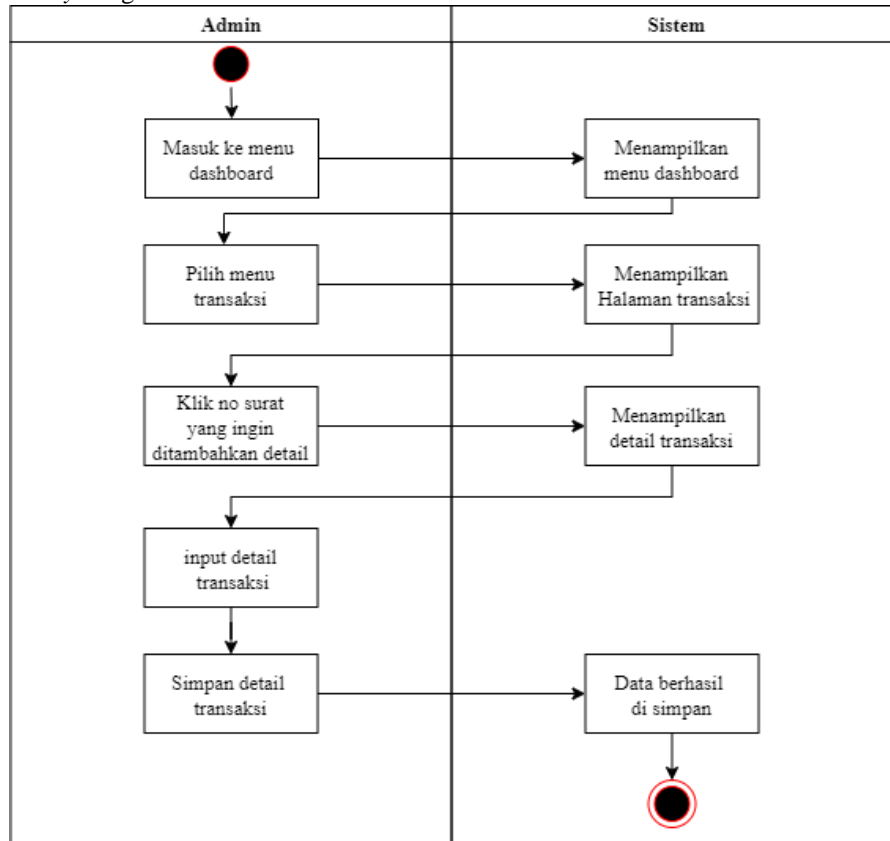 Admin
Sistem
Masuk ke menu
dashboard
Menampilkan
menu dashboard
Pilih menu
transaksi
Menampilkan
Halaman transaksi
Klik no surat
yang ingin
ditambahkan detail
Menampilkan
detail transaksi
input detail
transaksi
Simpan detail
transaksi
Data berhasil
di simpan